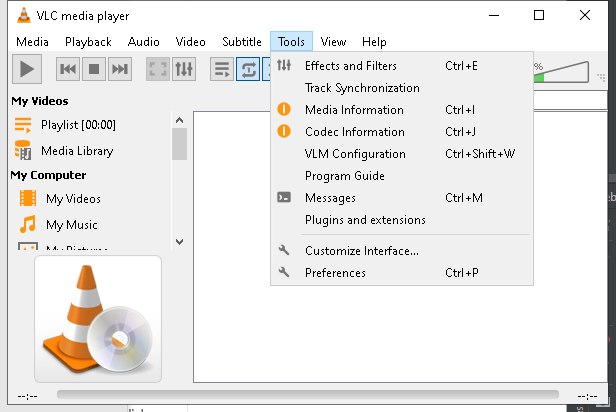 VLC media player
Media Playback Audio Video Subtitle Tools View Help
%
My Videos
Playlist [00:00]
Media Library
My Computer
My Videos
My Music
My Pictures
Effects and Filters Ctrl+E
Track Synchronization
Media Information Ctrl+I
Codec Information Ctrl+J
VLM Configuration Ctrl+Shift+W
Program Guide
Messages Ctrl+M
Plugins and extensions
Customize Interface...
Preferences Ctrl+P
--:-- --:--